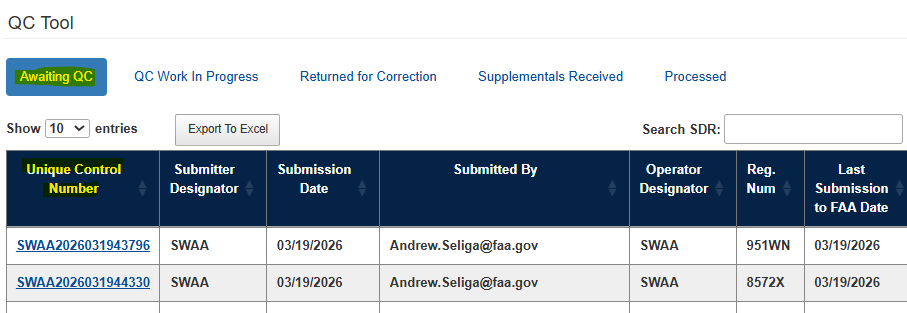 QC Tool
Awaiting QC QC Work In Progress Returned for Correction Supplementals Received Processed
Show 10 entries Export To Excel Search SDR:
Unique Control Number Submitter Designator Submission Date Submitted By Operator Designator Reg. Num Last Submission to FAA Date
SWAA2026031943796 SWAA 03/19/2026 Andrew.Seliga@faa.gov SWAA 951WN 03/19/2026
SWAA2026031944330 SWAA 03/19/2026 Andrew.Seliga@faa.gov SWAA 8572X 03/19/2026